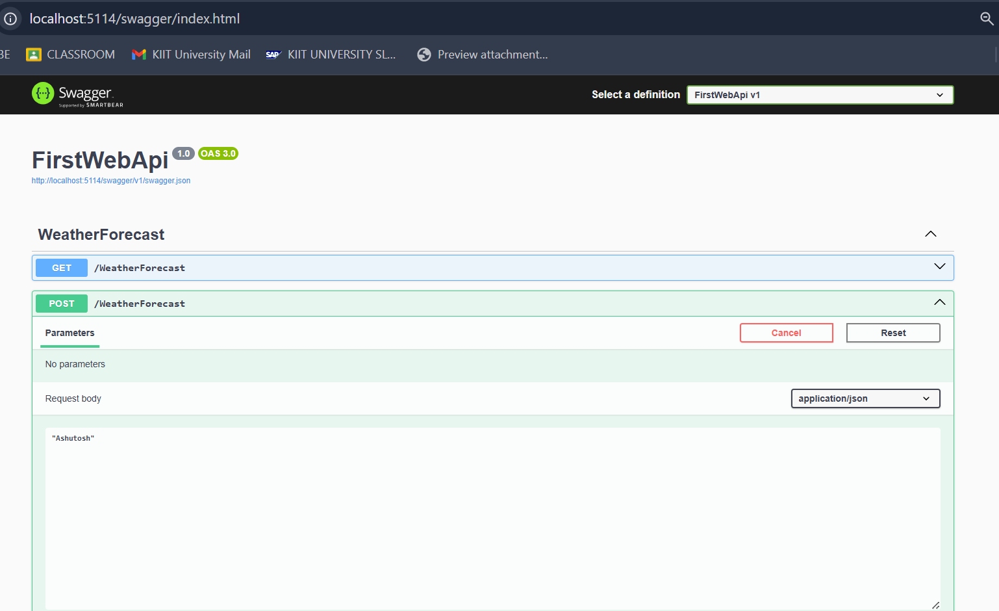 localhost:5114/swagger/index.html
BE CLASSROOM KIIT University Mail SAP KIIT UNIVERSITY SL... Preview attachment...
{···} Swagger. Select a definition FirstWebApi v1
Supported by SMARTBEAR
FirstWebApi 1.0 OAS 3.0
http://localhost:5114/swagger/v1/swagger.json
WeatherForecast
GET /WeatherForecast
POST /WeatherForecast
Parameters Cancel Reset
No parameters
Request body application/json
"Ashutosh"